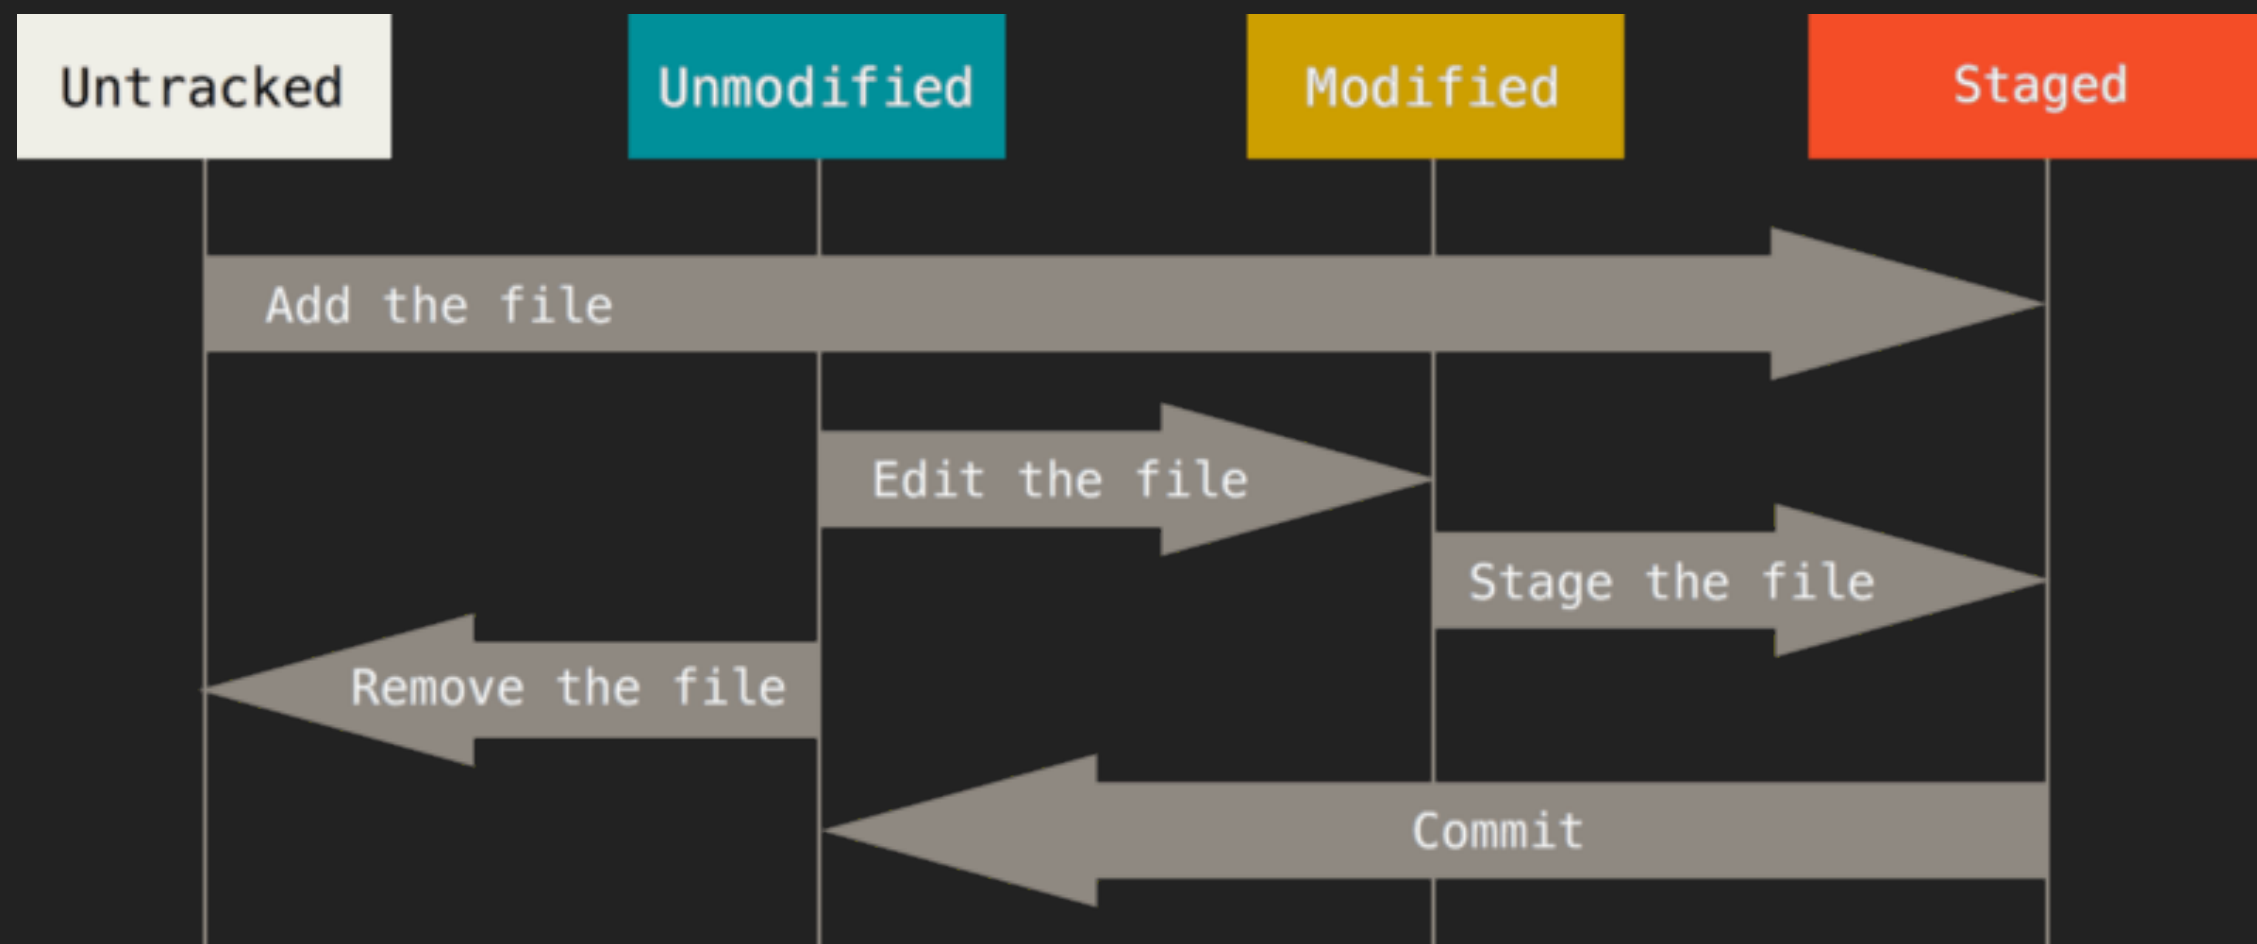 Untracked
Unmodified
Modified
Staged
Add the file
Edit the file
Stage the file
Remove the file
Commit